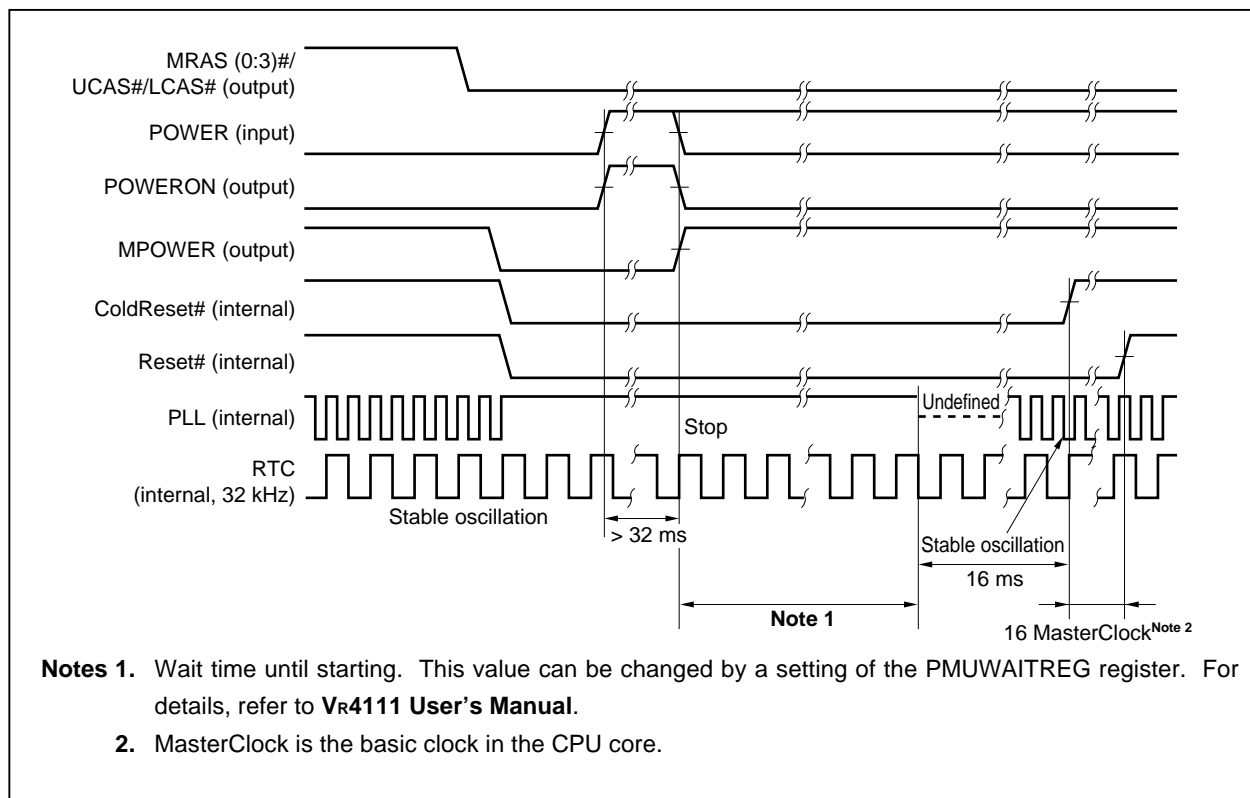 MRAS (0:3)#/
UCAS#/LCAS# (output)
POWER (input)
POWERON (output)
MPOWER (output)
ColdReset# (internal)
Reset# (internal)
PLL (internal)
Undefined
Stop
RTC
(internal, 32 kHz)
Stable oscillation
> 32 ms
Stable oscillation
16 ms
Note 1
16 MasterClock Note 2
Notes 1. Wait time until starting. This value can be changed by a setting of the PMUWAITREG register. For
details, refer to VR4111 User's Manual.
2. MasterClock is the basic clock in the CPU core.